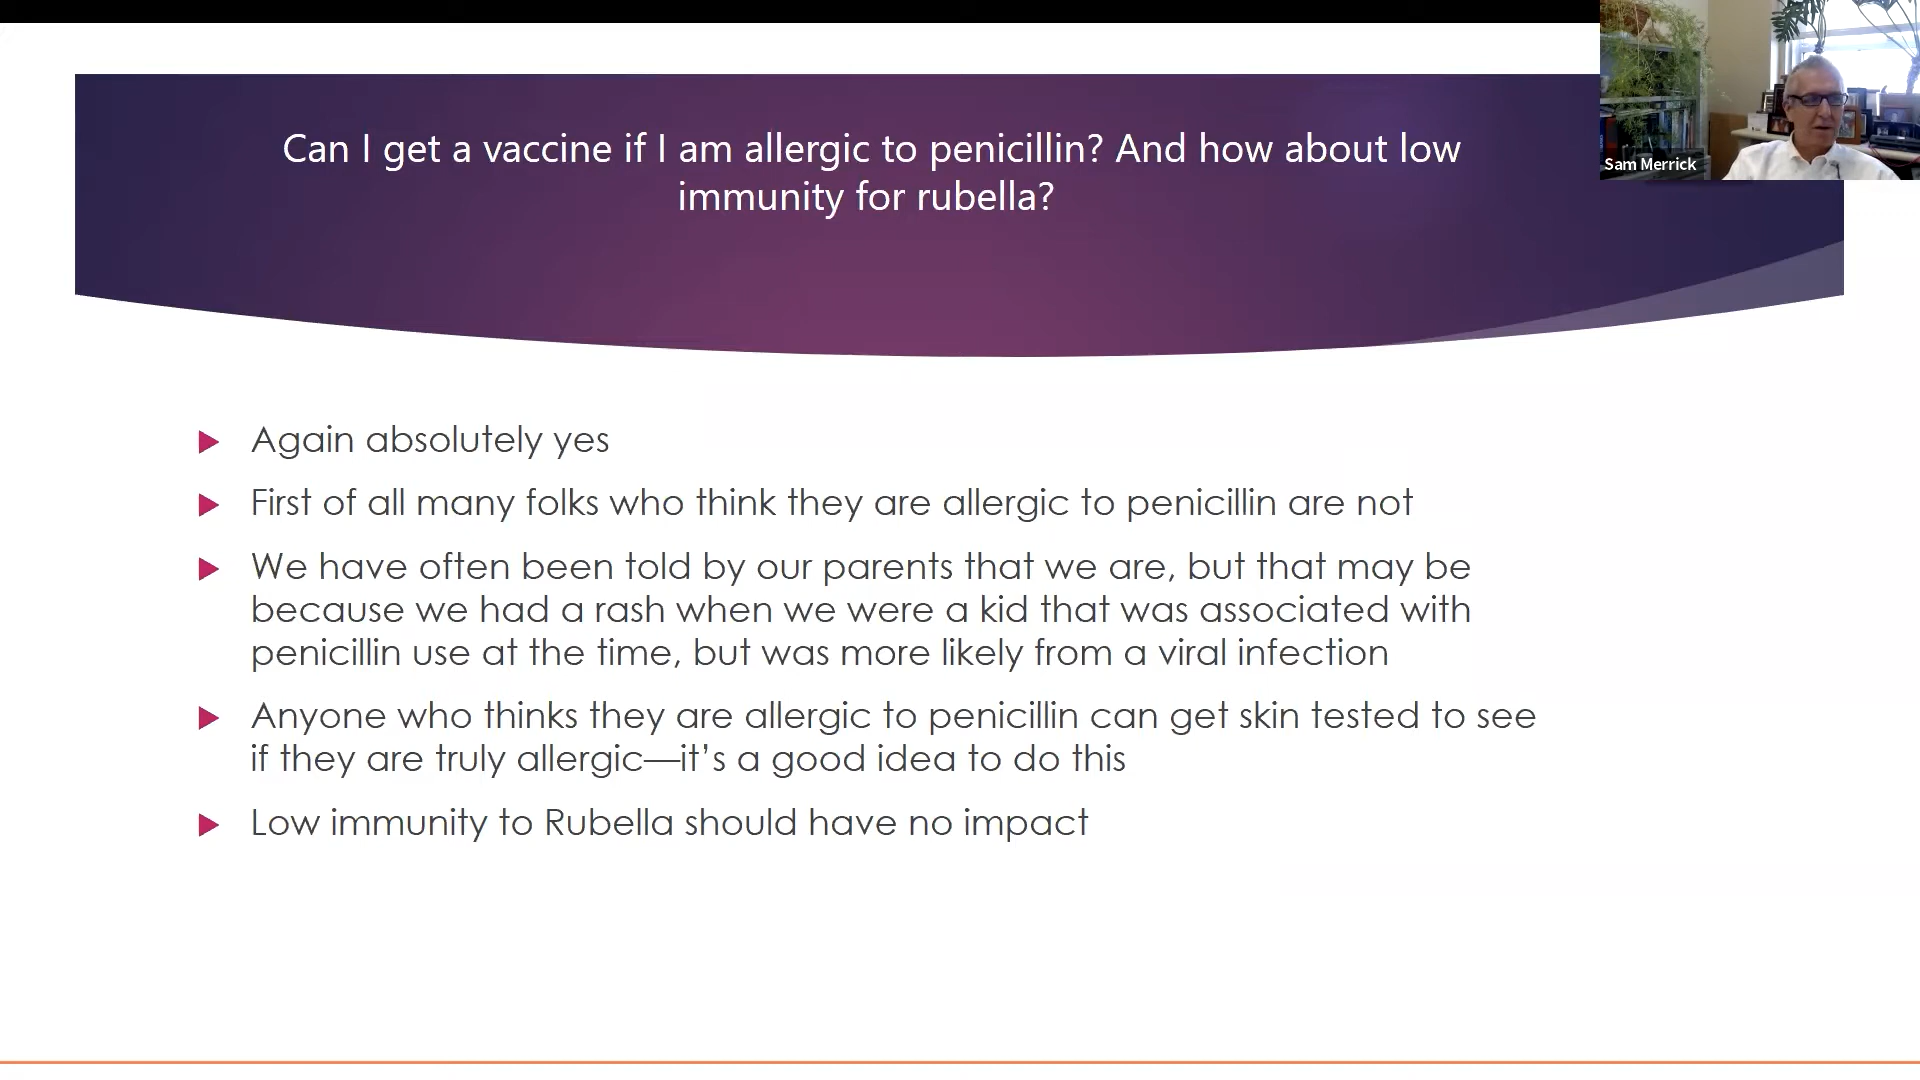 Can I get a vaccine if I am allergic to penicillin? And how about low
immunity for rubella?
Sam Merrick
Again absolutely yes
First of all many folks who think they are allergic to penicillin are not
We have often been told by our parents that we are, but that may be
because we had a rash when we were a kid that was associated with
penicillin use at the time, but was more likely from a viral infection
Anyone who thinks they are allergic to penicillin can get skin tested to see
if they are truly allergic—it’s a good idea to do this
Low immunity to Rubella should have no impact